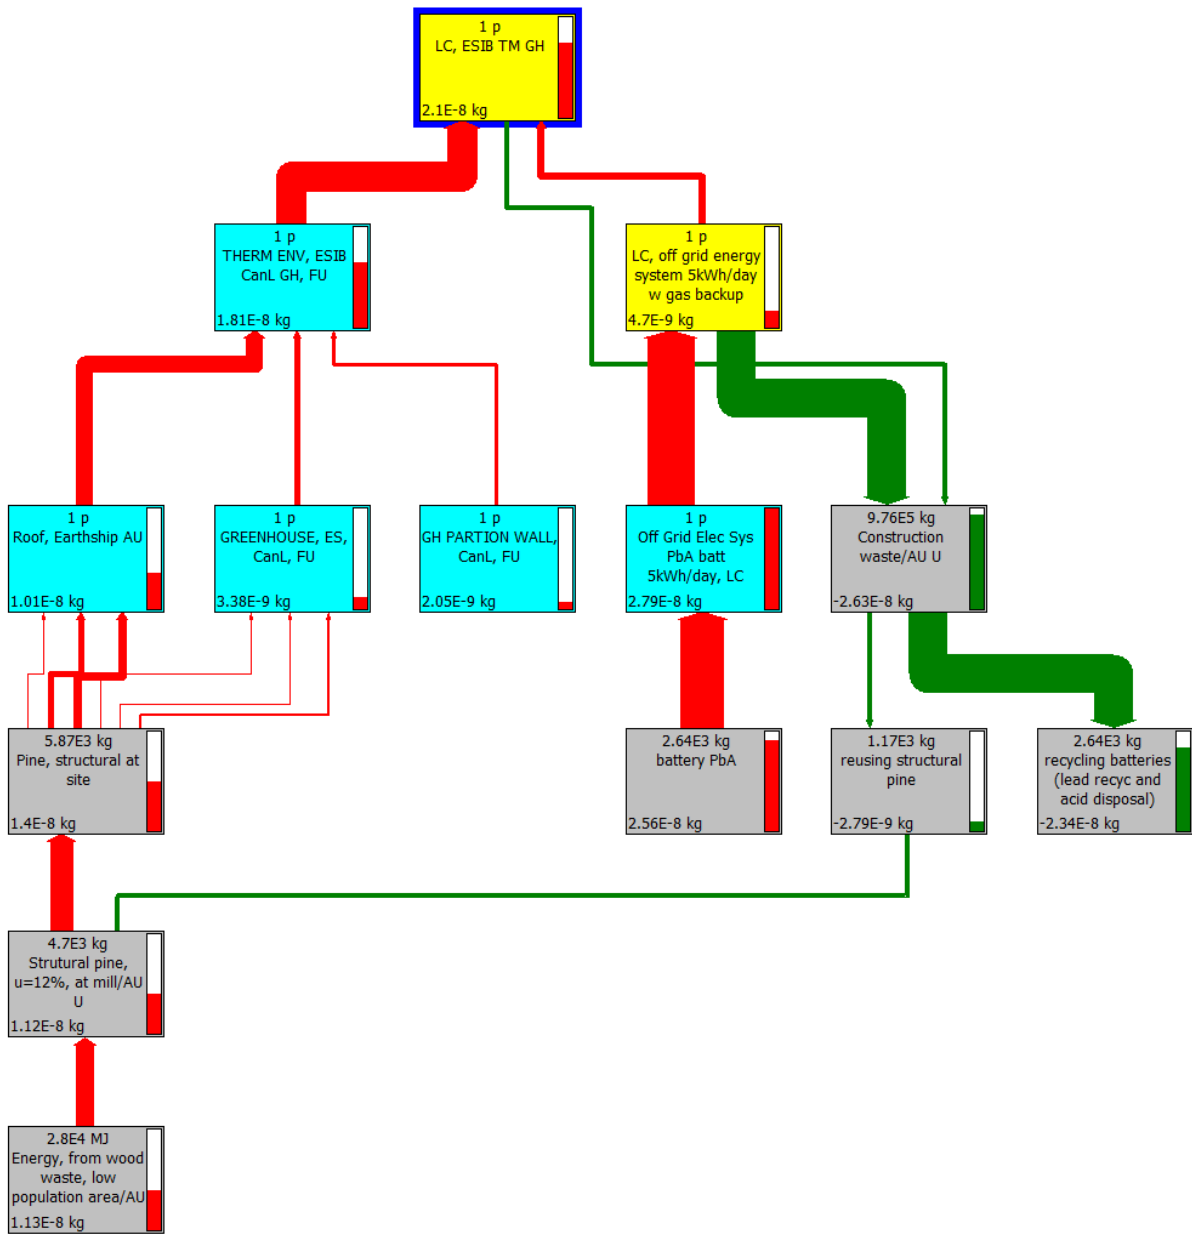 1 p
LC, ESIB TM GH
2.1E-8 kg
1 p
THERM ENV, ESIB
CanL GH, FU
1.81E-8 kg
1 p
LC, off grid energy
system 5kWh/day
w gas backup
4.7E-9 kg
1 p
Roof, Earthship AU
1.01E-8 kg
1 p
GREENHOUSE, ES,
CanL, FU
3.38E-9 kg
1 p
GH PARTION WALL,
CanL, FU
2.05E-9 kg
1 p
Off Grid Elec Sys
PbA batt
5kWh/day, LC
2.79E-8 kg
9.76E5 kg
Construction
waste/AU U
-2.63E-8 kg
5.87E3 kg
Pine, structural at
site
1.4E-8 kg
2.64E3 kg
battery PbA
2.56E-8 kg
1.17E3 kg
reusing structural
pine
-2.79E-9 kg
2.64E3 kg
recycling batteries
(lead recyc and
acid disposal)
-2.34E-8 kg
4.7E3 kg
Strutural pine,
u=12%, at mill/AU
U
1.12E-8 kg
2.8E4 MJ
Energy, from wood
waste, low
population area/AU
1.13E-8 kg